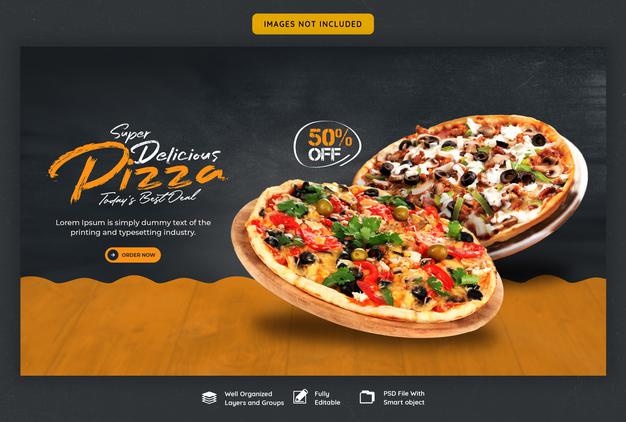 IMAGES NOT INCLUDED
Super
Delicious
Pizza
Today's Best Deal
50%
OFF
Lorem Ipsum is simply dummy text of the
printing and typesetting industry.
ORDER NOW
Well Organized
Layers and Groups
Fully
Editable
PSD File With
Smart object